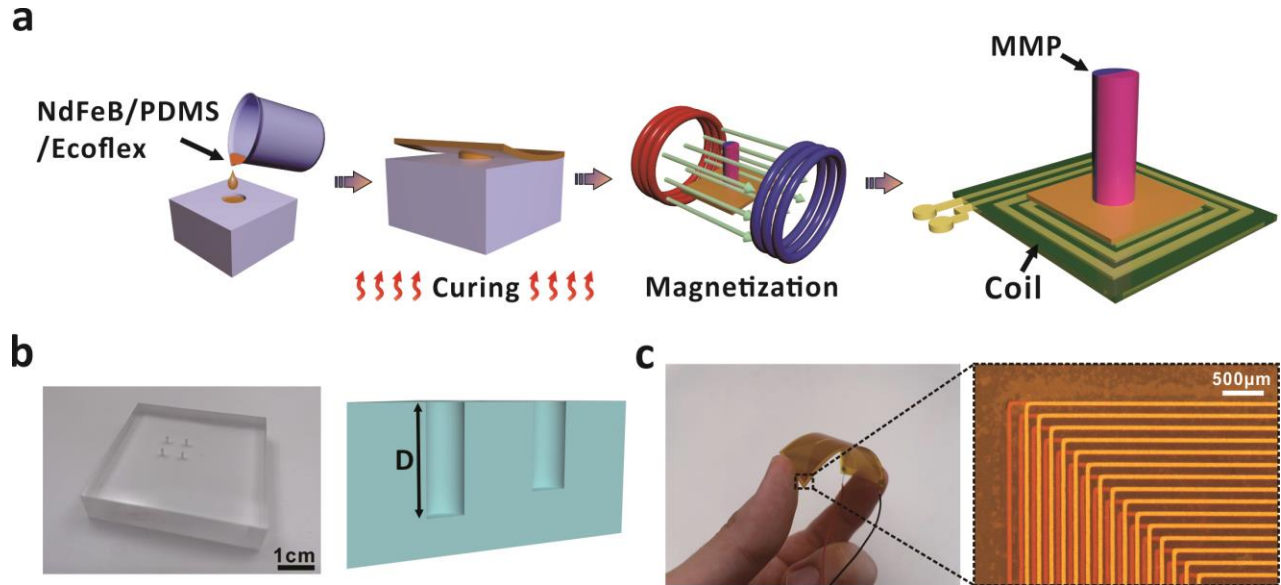 a
NdFeB/PDMS
/Ecoflex
Curing
Magnetization
MMP
Coil
b
1cm
D
c
500μm